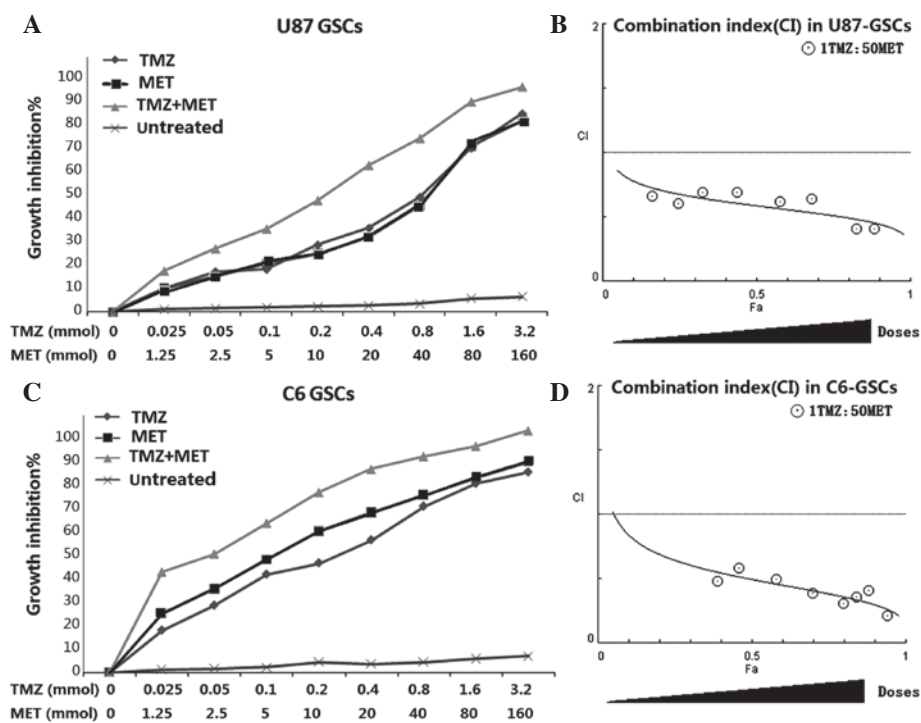 A
U87 GSCs
TMZ
MET
TMZ+MET
Untreated
Growth inhibition%
100
90
80
70
60
50
40
30
20
10
0
TMZ (mmol) 0 0.025 0.05 0.1 0.2 0.4 0.8 1.6 3.2
MET (mmol) 0 1.25 2.5 5 10 20 40 80 160
B
Combination index(CI) in U87-GSCs
1TMZ:50MET
2
CI
0
0 0.5 1
Fa
Doses
C
C6 GSCs
TMZ
MET
TMZ+MET
Untreated
Growth inhibition%
100
90
80
70
60
50
40
30
20
10
0
TMZ (mmol) 0 0.025 0.05 0.1 0.2 0.4 0.8 1.6 3.2
MET (mmol) 0 1.25 2.5 5 10 20 40 80 160
D
Combination index(CI) in C6-GSCs
1TMZ:50MET
2
CI
0
0 0.5 1
Fa
Doses